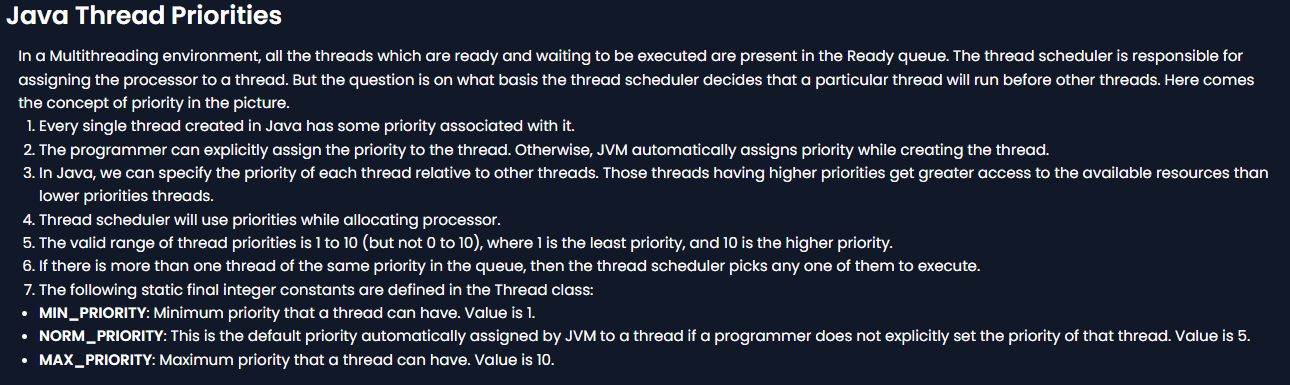 Java Thread Priorities
In a Multithreading environment, all the threads which are ready and waiting to be executed are present in the Ready queue. The thread scheduler is responsible for
assigning the processor to a thread. But the question is on what basis the thread scheduler decides that a particular thread will run before other threads. Here comes
the concept of priority in the picture.
1. Every single thread created in Java has some priority associated with it.
2. The programmer can explicitly assign the priority to the thread. Otherwise, JVM automatically assigns priority while creating the thread.
3. In Java, we can specify the priority of each thread relative to other threads. Those threads having higher priorities get greater access to the available resources than
lower priorities threads.
4. Thread scheduler will use priorities while allocating processor.
5. The valid range of thread priorities is 1 to 10 (but not 0 to 10), where 1 is the least priority, and 10 is the higher priority.
6. If there is more than one thread of the same priority in the queue, then the thread scheduler picks any one of them to execute.
7. The following static final integer constants are defined in the Thread class:
• MIN_PRIORITY: Minimum priority that a thread can have. Value is 1.
• NORM_PRIORITY: This is the default priority automatically assigned by JVM to a thread if a programmer does not explicitly set the priority of that thread. Value is 5.
• MAX_PRIORITY: Maximum priority that a thread can have. Value is 10.